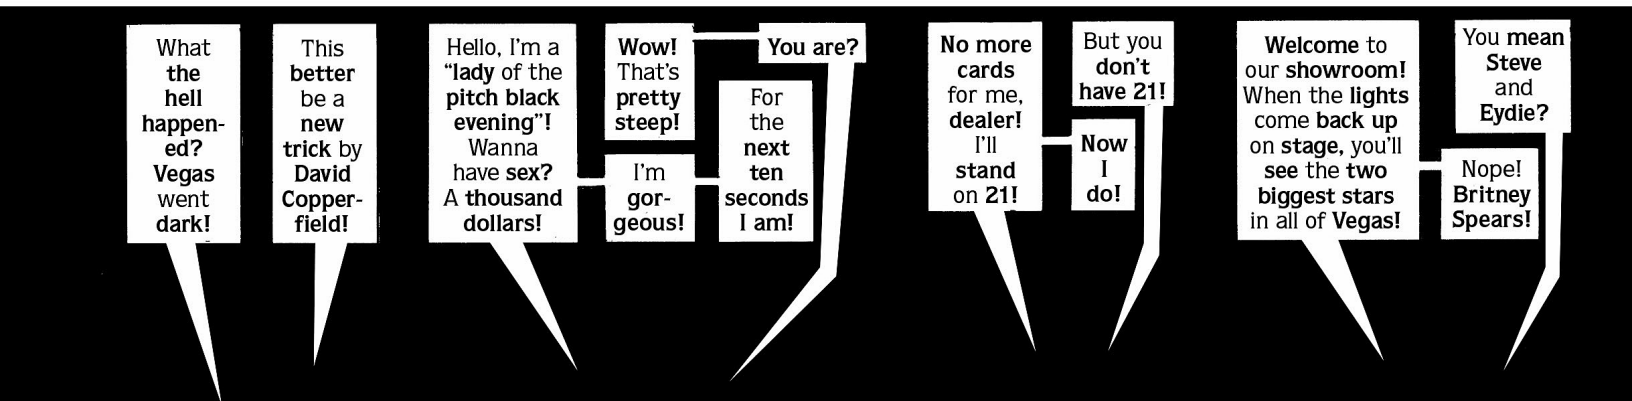 What
the
hell
happen-
ed?
Vegas
went
dark!
This
better
be a
new
trick by
David
Copper-
field!
Hello, I'm a
"lady of the
pitch black
evening"!
Wanna
have sex?
A thousand
dollars!
Wow!
That's
pretty
steep!
You are?
I'm
gor-
geous!
For
the
next
ten
seconds
I am!
No more
cards
for me,
dealer!
I'll
stand
on 21!
But you
don't
have 21!
Now
I
do!
Welcome to
our showroom!
When the lights
come back up
on stage, you'll
see the two
biggest stars
in all of Vegas!
You mean
Steve
and
Eydie?
Nope!
Britney
Spears!